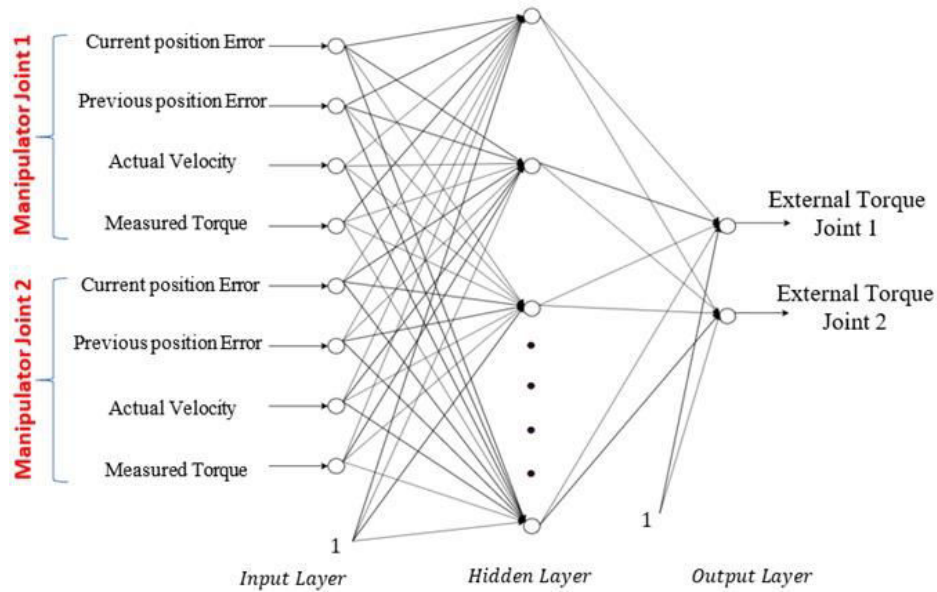 Manipulator Joint 1
Current position Error
Previous position Error
Actual Velocity
Measured Torque
Manipulator Joint 2
Current position Error
Previous position Error
Actual Velocity
Measured Torque
1
1
External Torque
Joint 1
External Torque
Joint 2
Input Layer
Hidden Layer
Output Layer